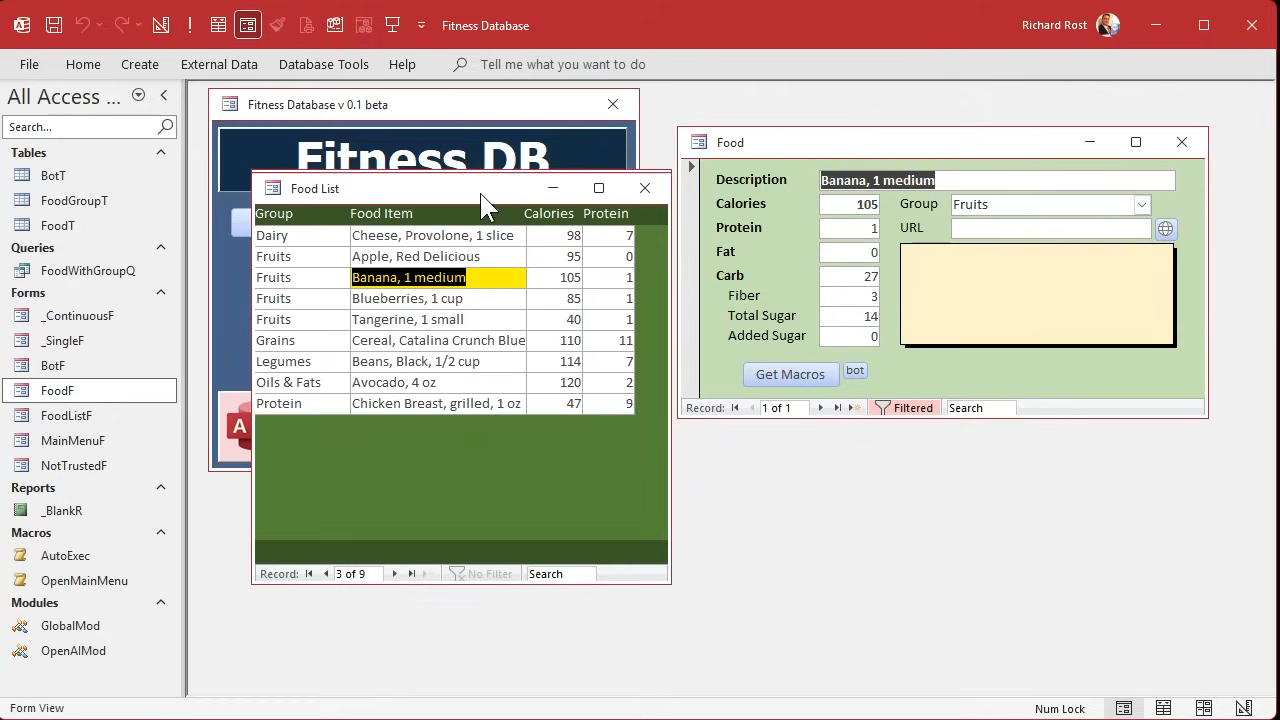 Fitness Database
Richard Rost
File Home Create External Data Database Tools Help Tell me what you want to do
All Access ...
Search...
Tables
BotT
FoodGroupT
FoodT
Queries
FoodWithGroupQ
Forms
_ContinuousF
_SingleF
BotF
FoodF
FoodListF
MainMenuF
NotTrustedF
Reports
_BlankR
Macros
AutoExec
OpenMainMenu
Modules
GlobalMod
OpenAIMod
Fitness Database v 0.1 beta
Fitness DB
A
Food List
Group Food Item Calories Protein
Dairy Cheese, Provolone, 1 slice 98 7
Fruits Apple, Red Delicious 95 0
Fruits Banana, 1 medium 105 1
Fruits Blueberries, 1 cup 85 1
Fruits Tangerine, 1 small 40 1
Grains Cereal, Catalina Crunch Blue 110 11
Legumes Beans, Black, 1/2 cup 114 7
Oils & Fats Avocado, 4 oz 120 2
Protein Chicken Breast, grilled, 1 oz 47 9
Record: 3 of 9 No Filter Search
Food
Description Banana, 1 medium
Calories 105 Group Fruits
Protein 1 URL
Fat 0
Carb 27
Fiber 3
Total Sugar 14
Added Sugar 0
Get Macros bot
Record: 1 of 1 Filtered Search
Form View
Num Lock